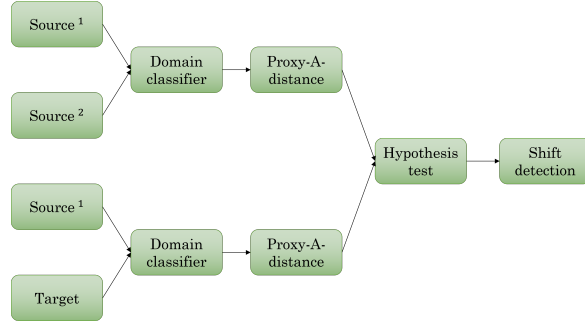 Source ¹
Source ²
Domain
classifier
Proxy-A-
distance
Hypothesis
test
Shift
detection
Source ¹
Target
Domain
classifier
Proxy-A-
distance